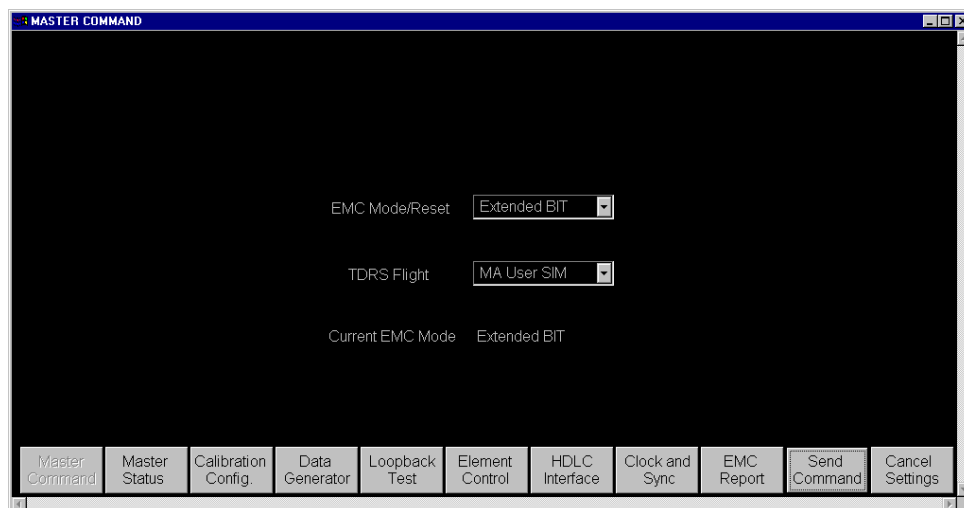 MASTER COMMAND
EMC Mode/Reset Extended BIT
TDRS Flight MA User SIM
Current EMC Mode Extended BIT
Master Command
Master Status
Calibration Config.
Data Generator
Loopback Test
Element Control
HDLC Interface
Clock and Sync
EMC Report
Send Command
Cancel Settings